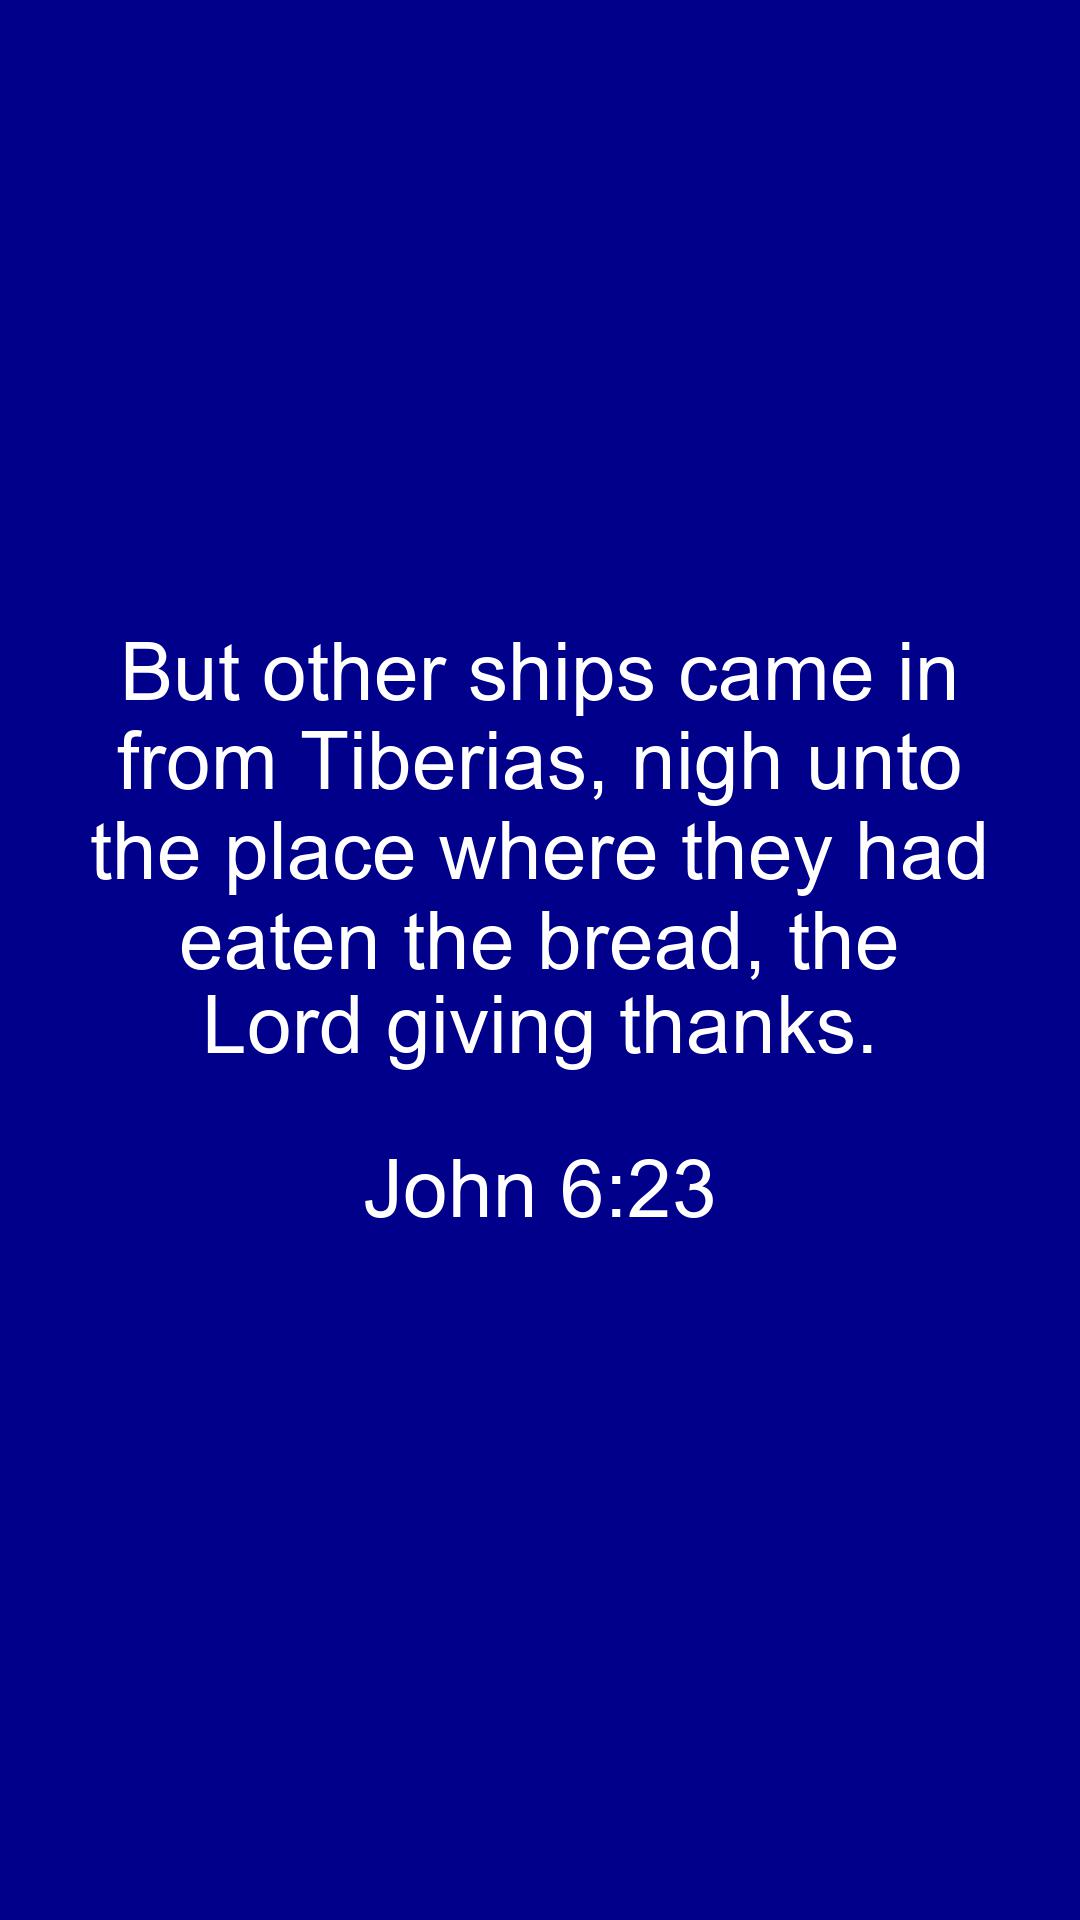 But other ships came in
from Tiberias, nigh unto
the place where they had
eaten the bread, the
Lord giving thanks.
John 6:23